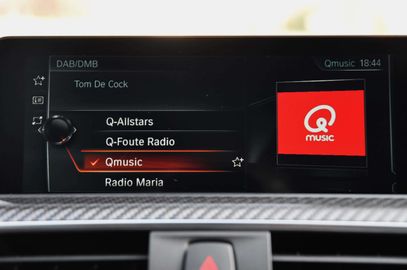 DAB/DMB
Qmusic 18:44
Tom De Cock
Q-Allstars
Q-Foute Radio
Qmusic
Radio Maria
Q
MUSIC